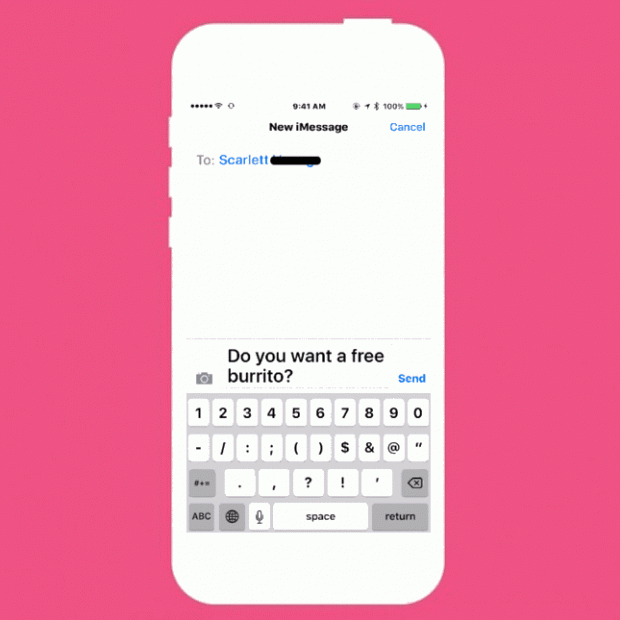 9:41 AM 100%
New iMessage Cancel
To: Scarlett
Do you want a free
burrito?
Send
1 2 3 4 5 6 7 8 9 0
- / : ; ( ) $ & @ "
#+= . , ? ! '
ABC space return